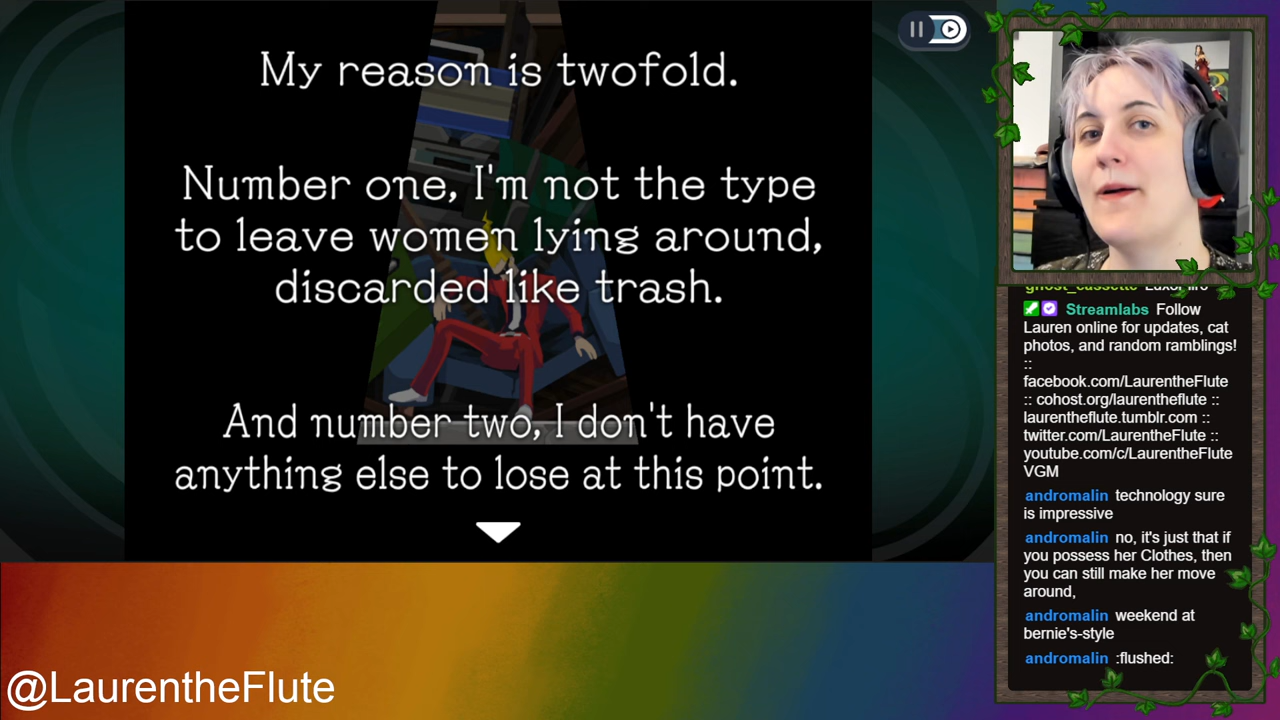 My reason is twofold.
Number one, I'm not the type
to leave women lying around,
discarded like trash.
And number two, I don't have
anything else to lose at this point.
@LaurentheFlute
Streamlabs Follow
Lauren online for updates, cat
photos, and random ramblings!
::
facebook.com/LaurentheFlute
:: cohost.org/laurentheflute ::
laurentheflute.tumblr.com ::
twitter.com/LaurentheFlute ::
youtube.com/c/LaurentheFlute
VGM
andromalin technology sure
is impressive
andromalin no, it's just that if
you possess her Clothes, then
you can still make her move
around,
andromalin weekend at
bernie's-style
andromalin :flushed: